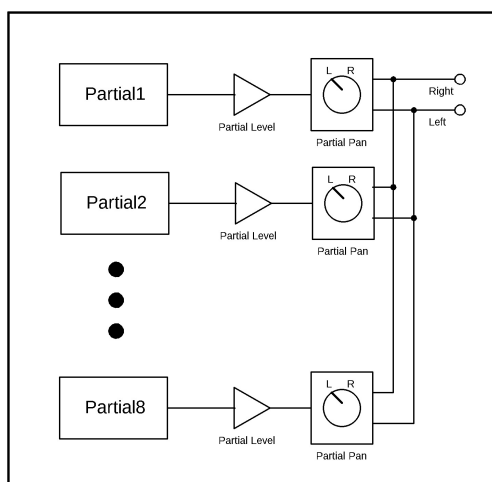 L R
Partial1
Right
Partial Level
Left
Partial Pan
L R
Partial2
Partial Level
Partial Pan
L R
Partial8
Partial Level
Partial Pan